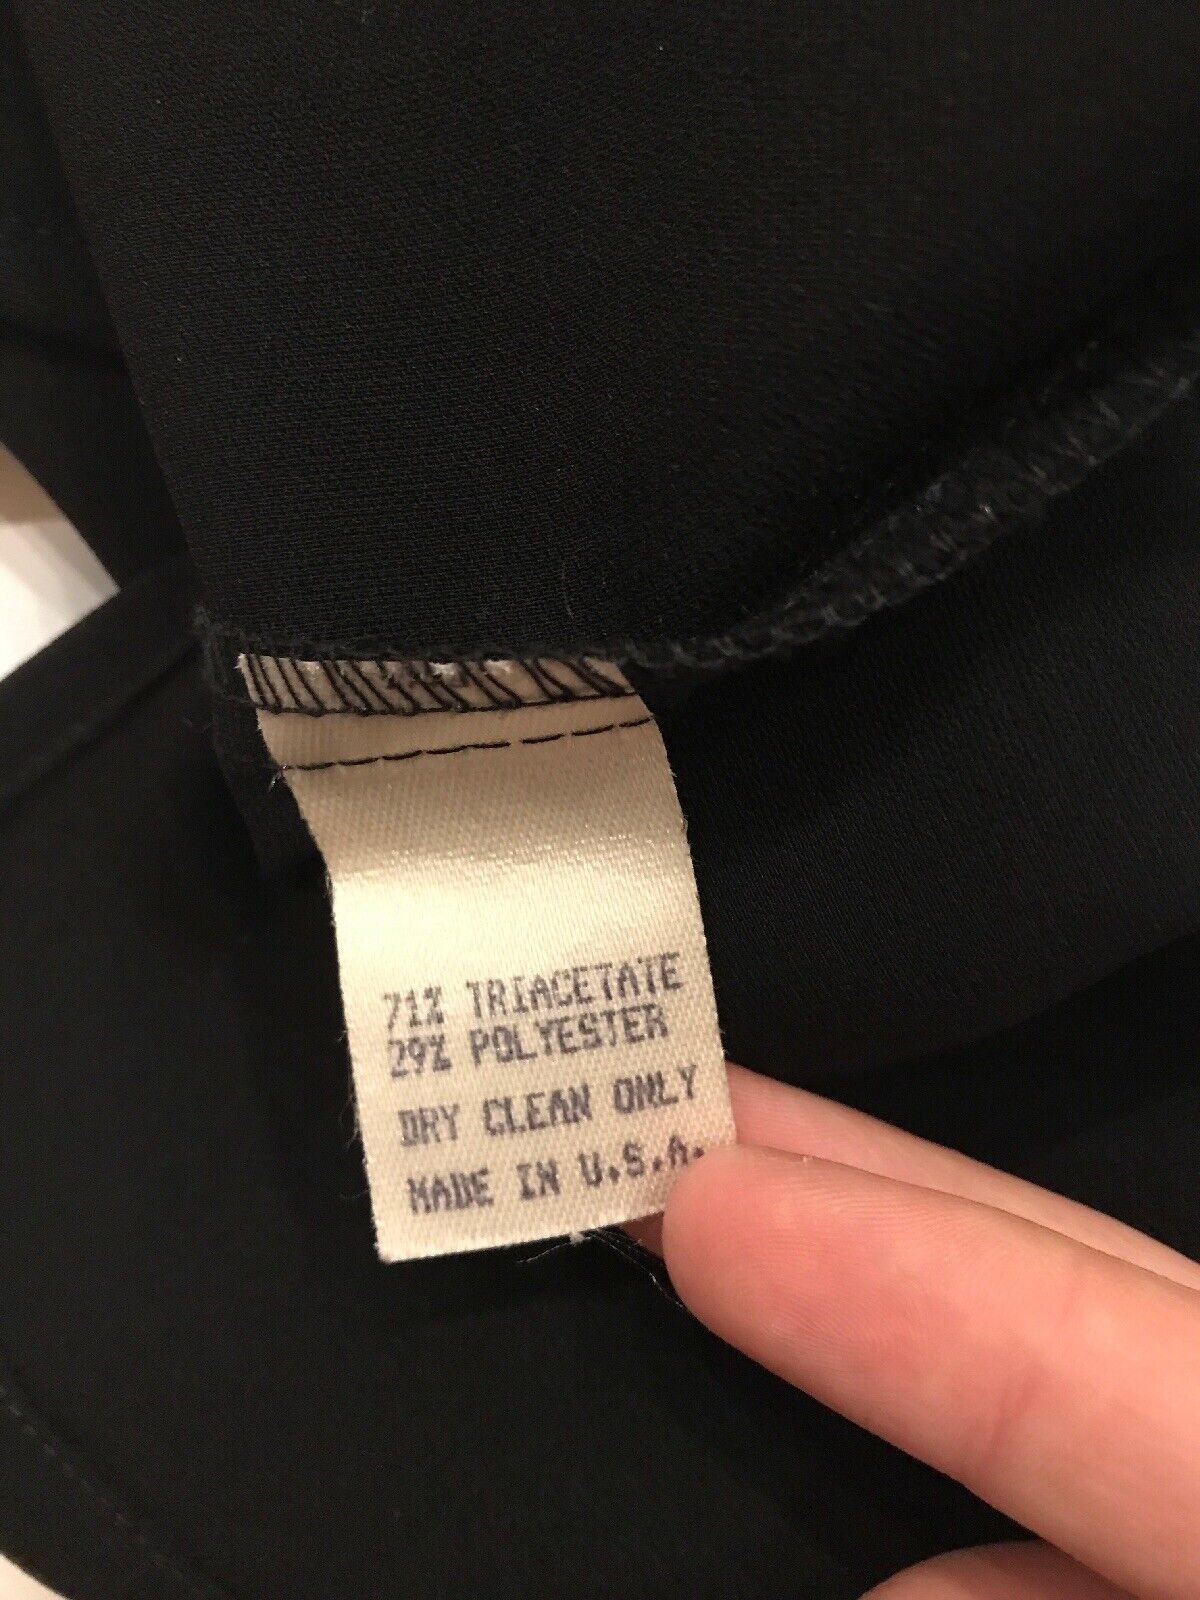 71% TRIACETATE
29% POLYESTER
DRY CLEAN ONLY
MADE IN U.S.A.